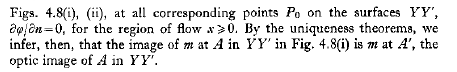 Figs. 4.8(i), (ii), at all corresponding points P₀ on the surfaces YY′,
∂φ/∂n=0, for the region of flow x⩾0. By the uniqueness theorems, we
infer, then, that the image of m at A in YY′ in Fig. 4.8(i) is m at A′, the
optic image of A in YY′.